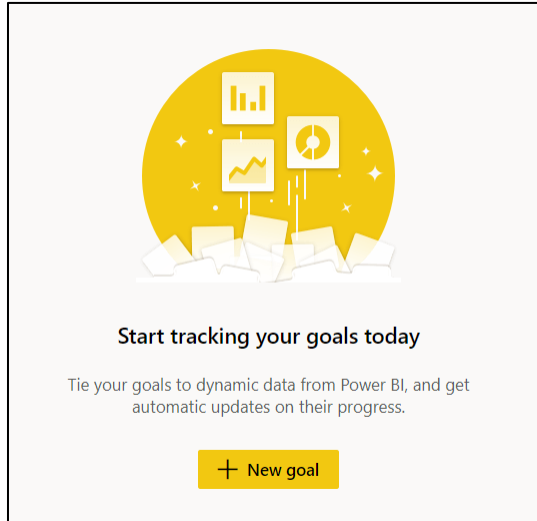 Start tracking your goals today
Tie your goals to dynamic data from Power BI, and get
automatic updates on their progress.
New goal